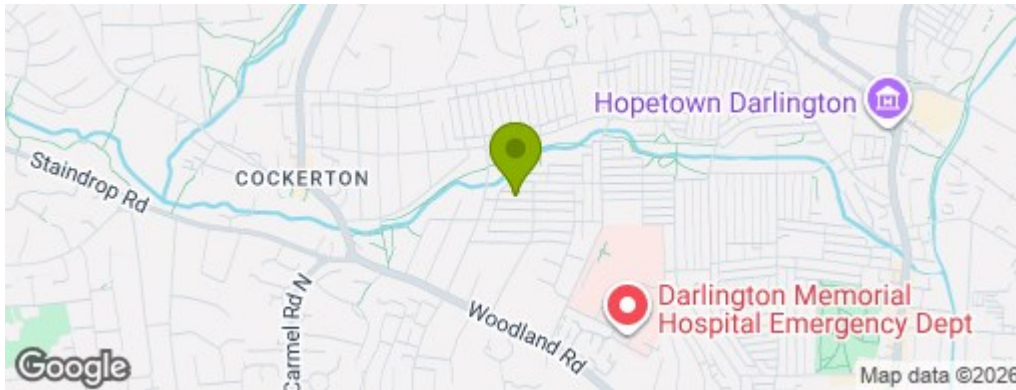 Hopetown Darlington
Staindrop Rd
COCKERTON
Carmel Rd N
Woodland Rd
Darlington Memorial
Hospital Emergency Dept
Google
Map data ©2026